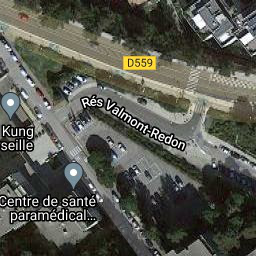 D559
Rés Valmont-Redon
Kung
seille
Centre de santé
paramédical...